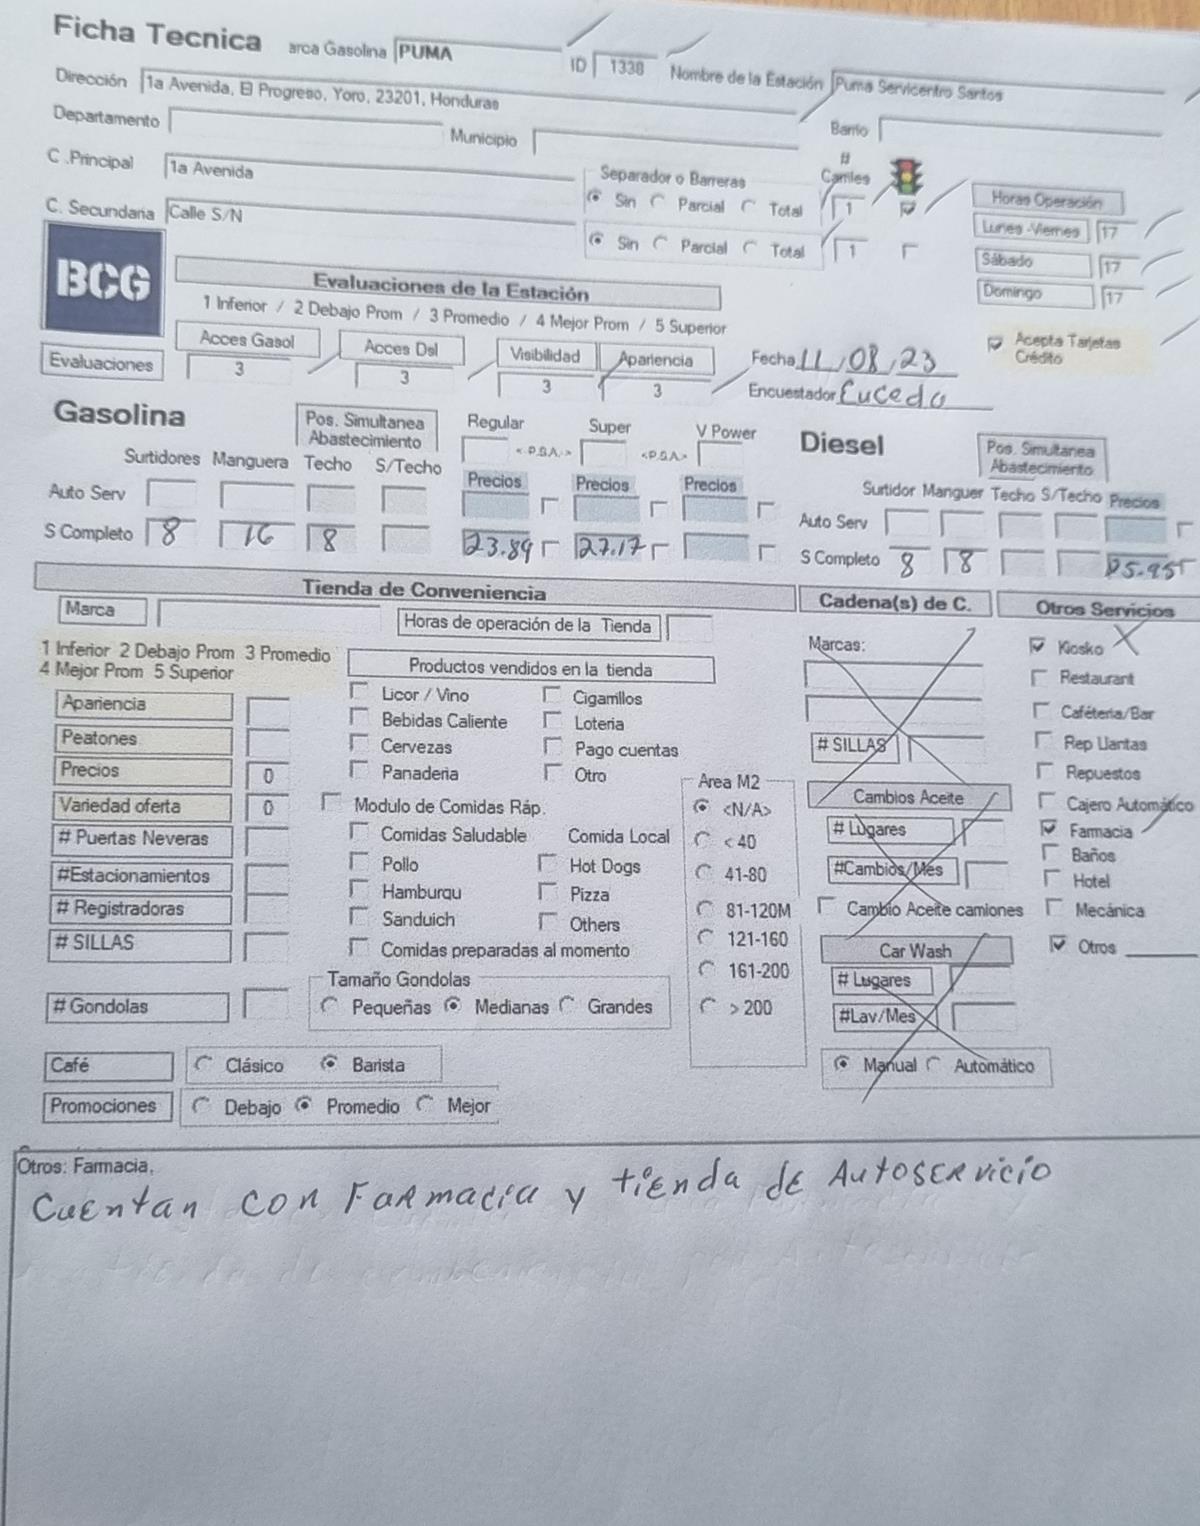 Ficha Tecnica arca Gasolina PUMA ID 1338 Nombre de la Estación Puma Servicentro Santos
Dirección 1a Avenida, El Progreso, Yoro, 23201, Honduras
Departamento Municipio Barrio
C .Principal 1a Avenida Separador o Barreras # Carriles
Sin Parcial Total 1 Horas Operación
C. Secundaria Calle S/N Sin Parcial Total 1 Lunes -Viernes 17
Sábado 17
Domingo 17
BCG
Evaluaciones de la Estación
1 Inferior / 2 Debajo Prom / 3 Promedio / 4 Mejor Prom / 5 Superior
Acepta Tarjetas Crédito
Evaluaciones Acces Gasol Acces Dsl Visibilidad Apariencia Fecha 11/08/23
3 3 3 3 Encuestador Euceda
Gasolina Pos. Simultanea Abastecimiento Regular Super V Power Diesel Pos. Simultanea Abastecimiento
<.P.S.A.> <P.S.A.>
Surtidores Manguera Techo S/Techo Precios Precios Precios Surtidor Manguer Techo S/Techo Precios
Auto Serv Auto Serv
S Completo 8 16 8 23.89 27.17 S Completo 8 8 25.95
Tienda de Conveniencia Cadena(s) de C. Otros Servicios
Marca Horas de operación de la Tienda Marcas: Kiosko
1 Inferior 2 Debajo Prom 3 Promedio
4 Mejor Prom 5 Superior Productos vendidos en la tienda Restaurant
Apariencia Licor / Vino Cigarrillos Caféteria/Bar
Peatones Bebidas Caliente Loteria # SILLAS Rep Llantas
Precios 0 Cervezas Pago cuentas Repuestos
Panaderia Otro Area M2 Cambios Aceite Cajero Automático
Variedad oferta 0 Modulo de Comidas Ráp. <N/A> # Lugares Farmacia
# Puertas Neveras Comidas Saludable Comida Local < 40 Baños
#Estacionamientos Pollo Hot Dogs 41-80 #Cambios/Mes Hotel
# Registradoras Hamburqu Pizza 81-120M Cambio Aceite camiones Mecánica
# SILLAS Sanduich Others 121-160 Car Wash Otros
Comidas preparadas al momento 161-200 # Lugares
Tamaño Gondolas
# Gondolas Pequeñas Medianas Grandes > 200 #Lav/Mes
Café Clásico Barista Manual Automático
Promociones Debajo Promedio Mejor
Otros: Farmacia,
Cuentan con Farmacia y tienda de Autoservicio